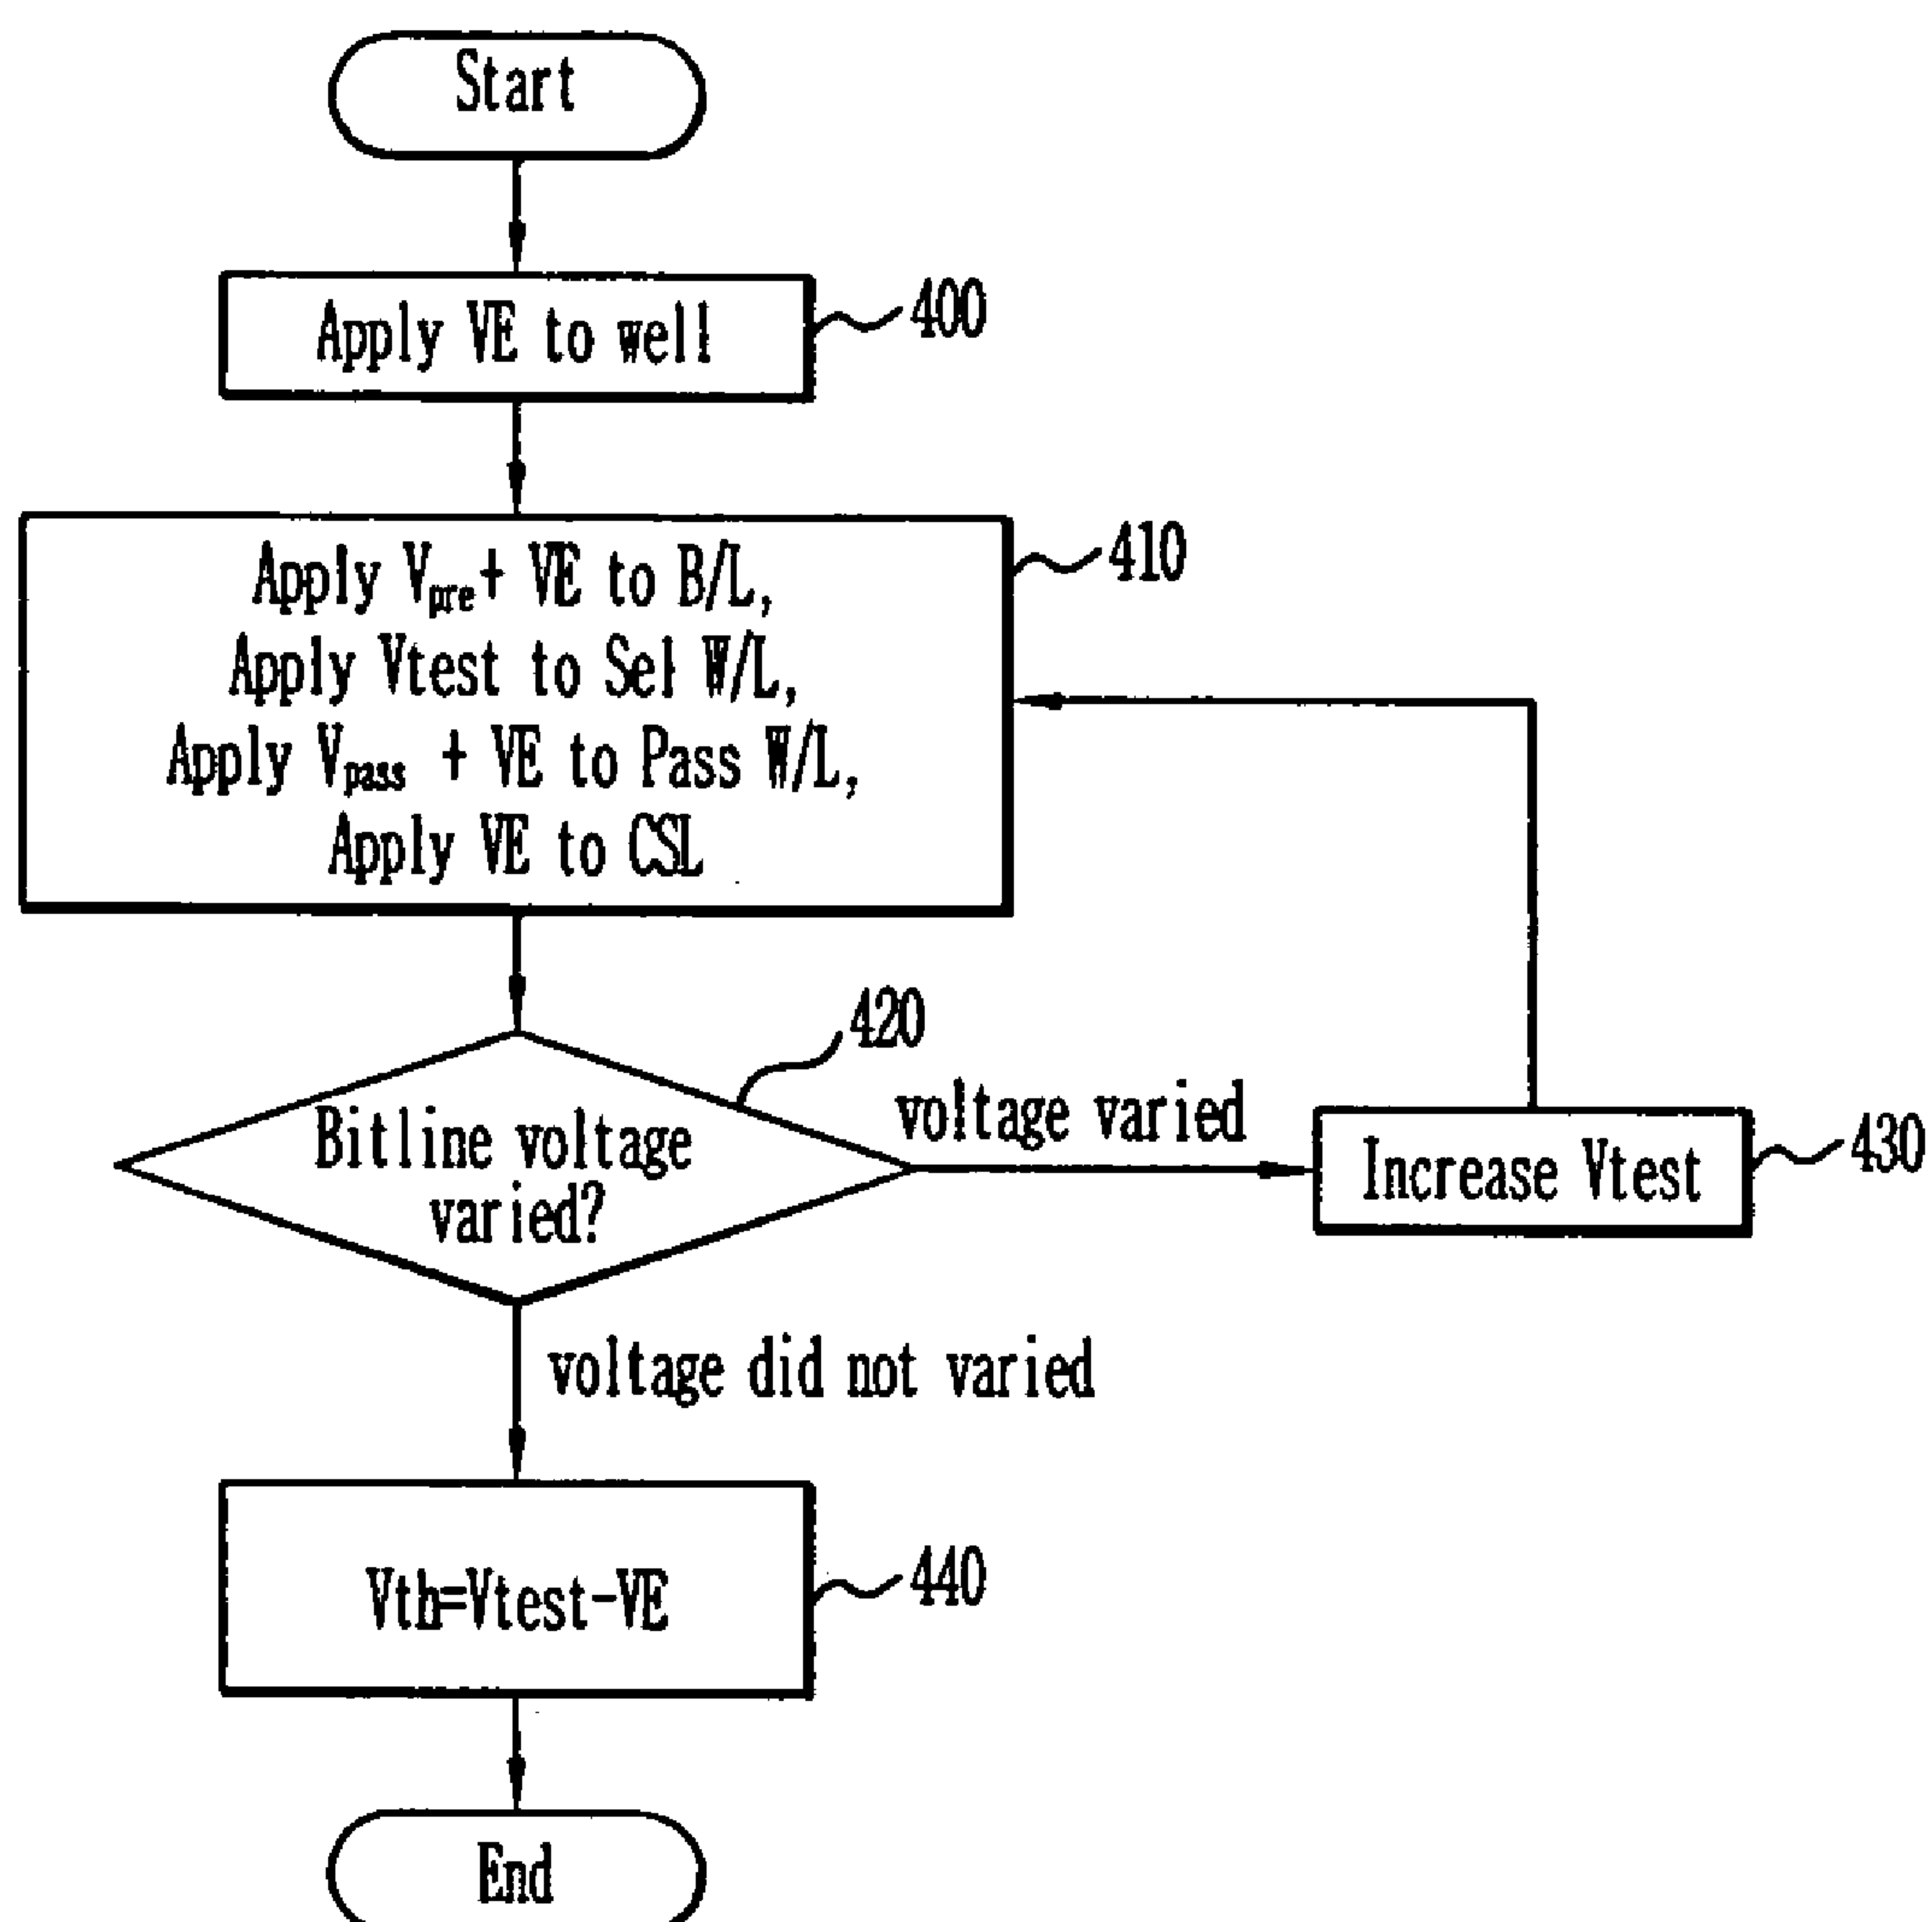 Start
Apply VE to well
400
Apply Vpre+ VE to B/L,
Apply Vtest to Sel W/L,
Apply Vpass + VE to Pass W/L,
Apply VE to CSL
410
420
Bitline voltage
varied?
voltage varied
Increase Vtest
430
voltage did not varied
Vth=Vtest-VE
440
End